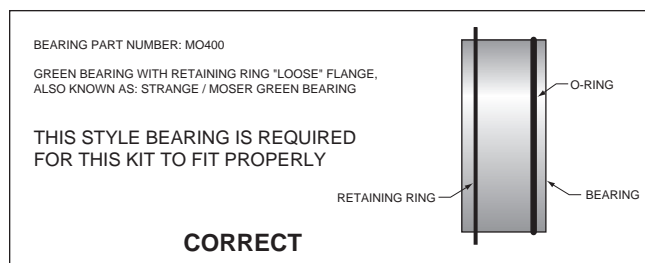 BEARING PART NUMBER: MO400
GREEN BEARING WITH RETAINING RING "LOOSE" FLANGE,
ALSO KNOWN AS: STRANGE / MOSER GREEN BEARING
THIS STYLE BEARING IS REQUIRED
FOR THIS KIT TO FIT PROPERLY
O-RING
RETAINING RING
BEARING
CORRECT